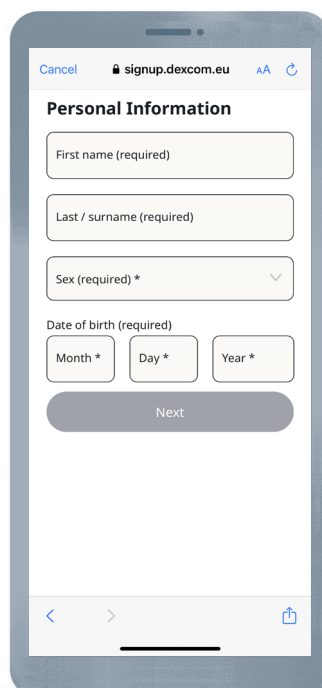 Cancel signup.dexcom.eu AA
Personal Information
First name (required)
Last / surname (required)
Sex (required) *
Date of birth (required)
Month * Day * Year *
Next